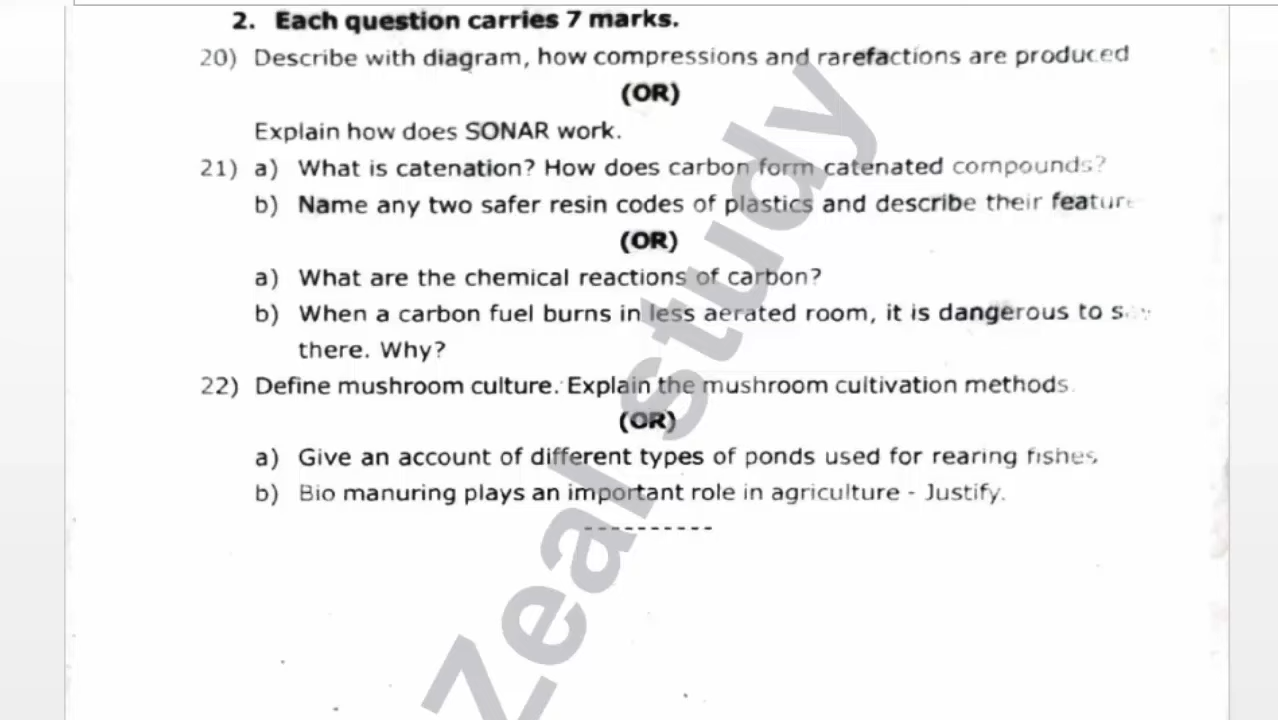 2. Each question carries 7 marks.
20) Describe with diagram, how compressions and rarefactions are produced
(OR)
Explain how does SONAR work.
21) a) What is catenation? How does carbon form catenated compounds?
b) Name any two safer resin codes of plastics and describe their feature
(OR)
a) What are the chemical reactions of carbon?
b) When a carbon fuel burns in less aerated room, it is dangerous to
there. Why?
22) Define mushroom culture. Explain the mushroom cultivation methods.
(OR)
a) Give an account of different types of ponds used for rearing fishes
b) Bio manuring plays an important role in agriculture - Justify.
----------
Zeal study